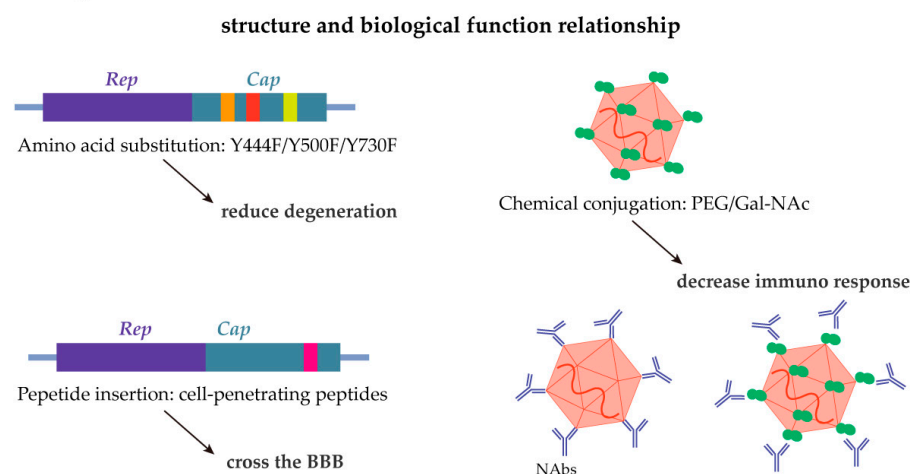 structure and biological function relationship
Rep Cap
Amino acid substitution: Y444F/Y500F/Y730F
reduce degeneration
Chemical conjugation: PEG/Gal-NAc
decrease immuno response
Rep Cap
Pepetide insertion: cell-penetrating peptides
cross the BBB
NAbs